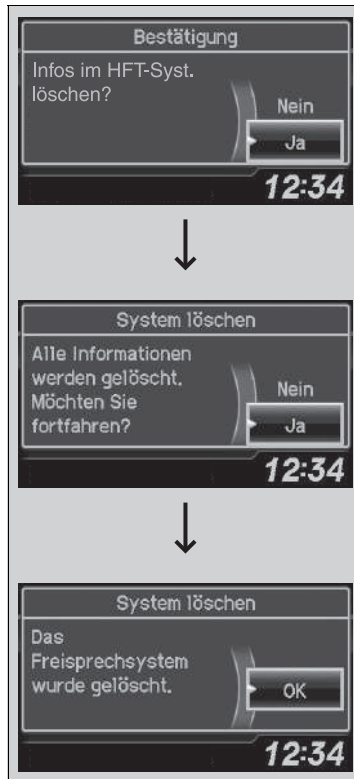 Bestätigung
Infos im HFT-Syst.
löschen?
Nein
Ja
12:34
System löschen
Alle Informationen
werden gelöscht.
Möchten Sie
fortfahren?
Nein
Ja
12:34
System löschen
Das
Freisprechsystem
wurde gelöscht.
OK
12:34